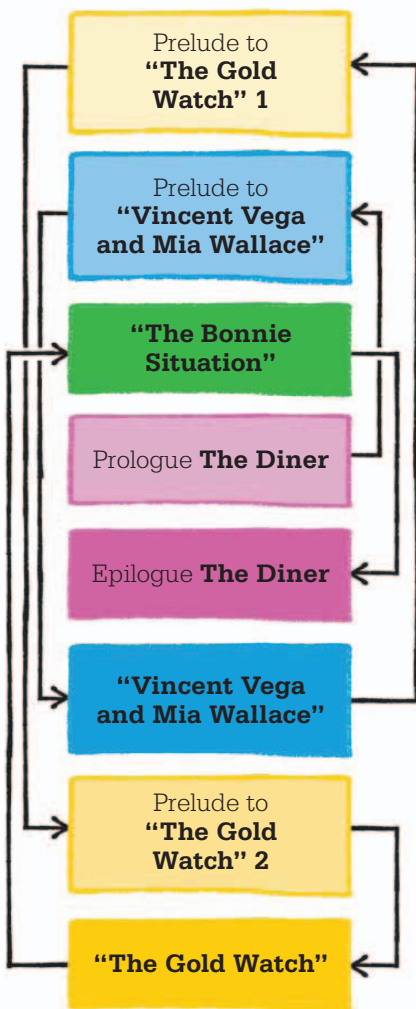 Prelude to
“The Gold
Watch” 1
Prelude to
“Vincent Vega
and Mia Wallace”
“The Bonnie
Situation”
Prologue The Diner
Epilogue The Diner
“Vincent Vega
and Mia Wallace”
Prelude to
“The Gold
Watch” 2
“The Gold Watch”